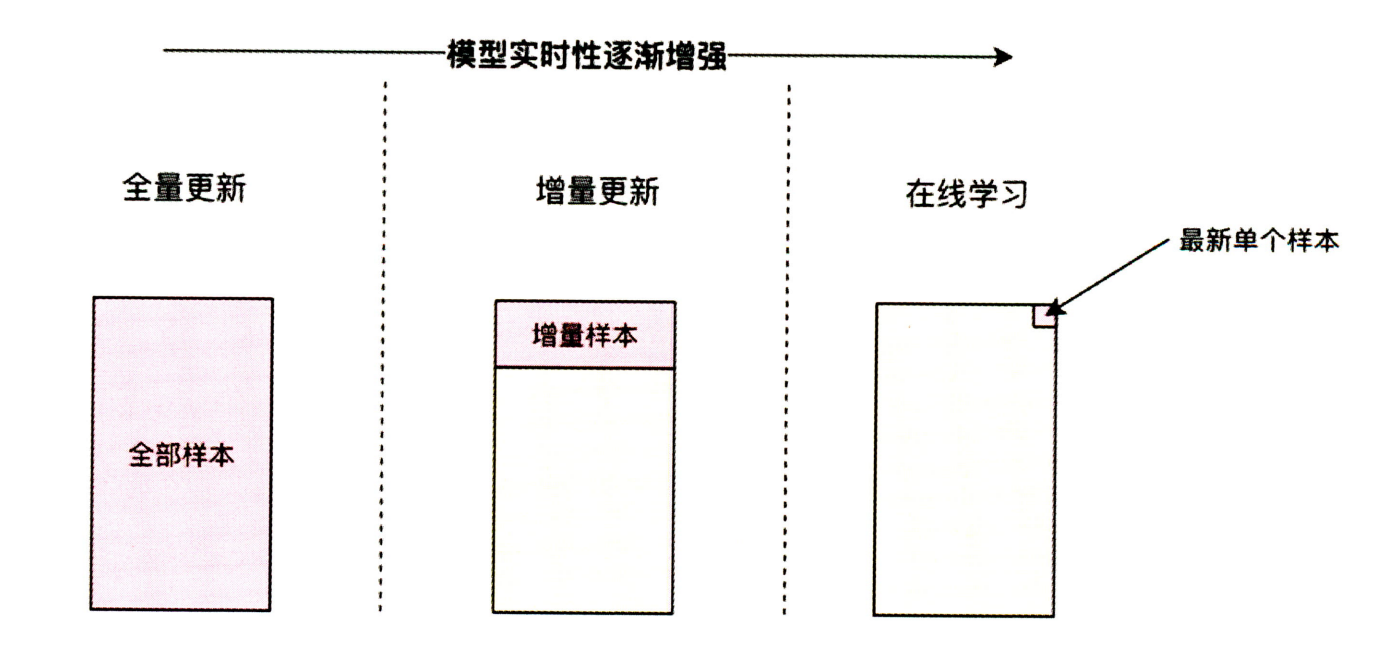 模型实时性逐渐增强
全量更新
增量更新
在线学习
最新单个样本
增量样本
全部样本